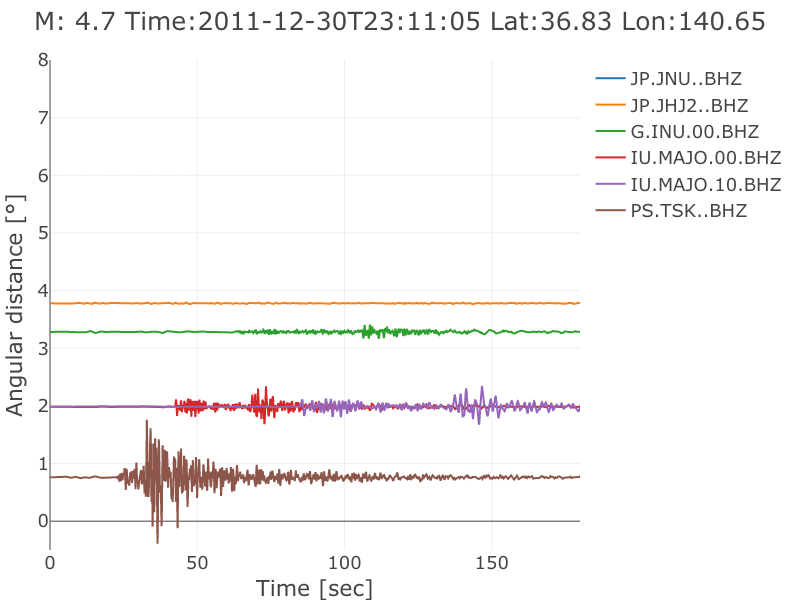 M: 4.7 Time:2011-12-30T23:11:05 Lat:36.83 Lon:140.65
8
7
6
5
4
3
2
1
0
Angular distance [°]
0
50
100
150
Time [sec]
JP.JNU..BHZ
JP.JHJ2..BHZ
G.INU.00.BHZ
IU.MAJO.00.BHZ
IU.MAJO.10.BHZ
PS.TSK..BHZ